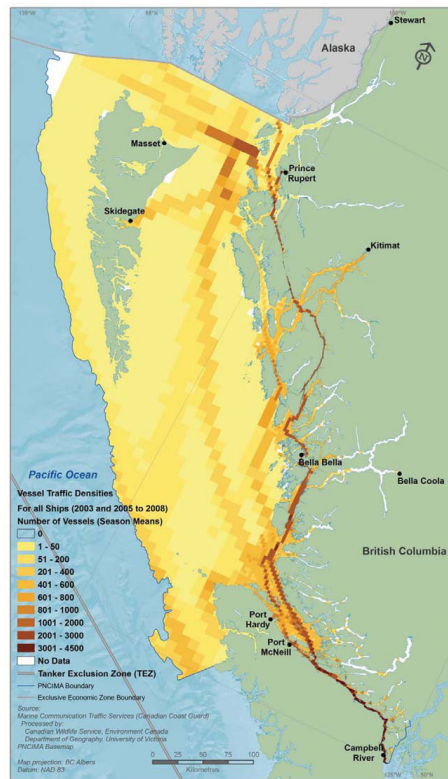 Stewart
Alaska
N
Masset
Prince
Rupert
Skidegate
Kitimat
Pacific Ocean
Bella Bella
Bella Coola
British Columbia
Port
Hardy
Port
McNeill
Campbell
River
Vessel Traffic Densities
For all Ships (2003 and 2005 to 2008)
Number of Vessels (Season Means)
0
1 - 50
51 - 200
201 - 400
401 - 600
601 - 800
801 - 1000
1001 - 2000
2001 - 3000
3001 - 4500
No Data
Tanker Exclusion Zone (TEZ)
PNCIMA Boundary
Exclusive Economic Zone Boundary
Source:
Marine Communication Traffic Services (Canadian Coast Guard)
Processed by:
Canadian Wildlife Service, Environment Canada
Department of Geography, University of Victoria
PNCIMA Basemap
Map projection: BC Albers
Datum: NAD 83
0 25 50 100
Kilometres